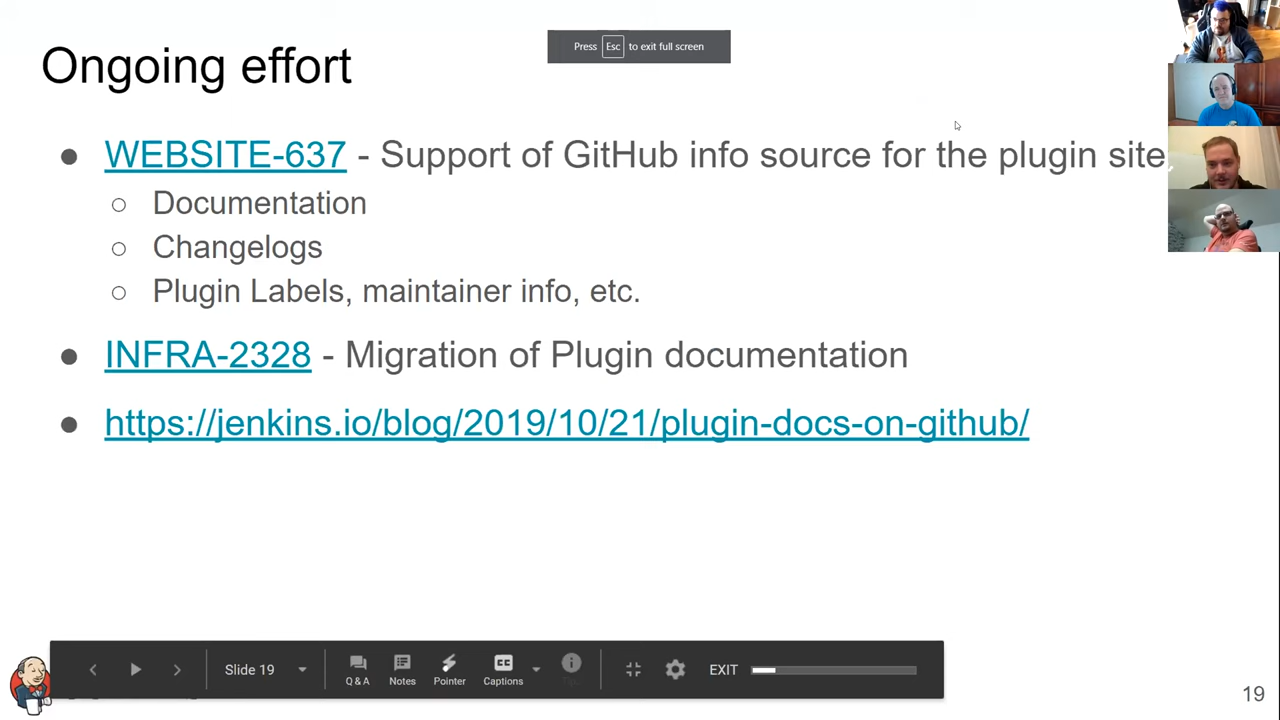 Press Esc to exit full screen
Ongoing effort
● WEBSITE-637 - Support of GitHub info source for the plugin site
○ Documentation
○ Changelogs
○ Plugin Labels, maintainer info, etc.
● INFRA-2328 - Migration of Plugin documentation
● https://jenkins.io/blog/2019/10/21/plugin-docs-on-github/
Slide 19
Q & A
Notes
Pointer
CC
Captions
EXIT
19